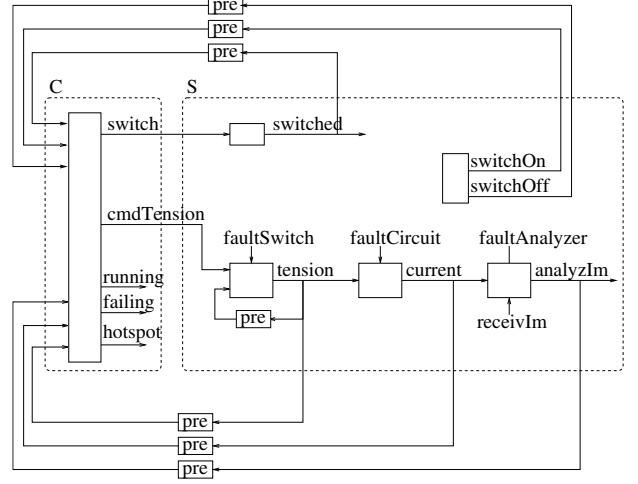 pre
pre
pre
C
S
switch
switched
switchOn
switchOff
cmdTension
faultSwitch
faultCircuit
faultAnalyzer
tension
current
analyzIm
running
failing
hotspot
pre
receivIm
pre
pre
pre